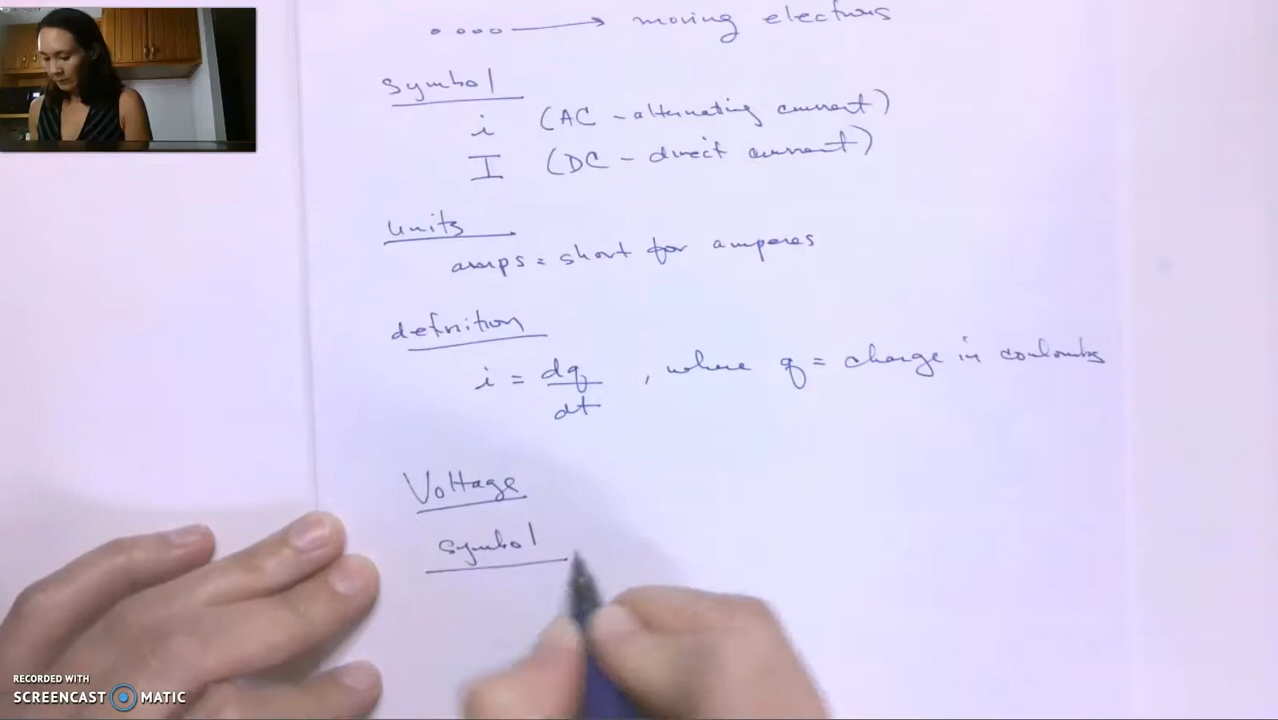 moving electrons
symbol
i (AC - alternating current)
I (DC - direct current)
units
amps = short for amperes
definition
i = dq/dt , where q = charge in coulombs
Voltage
symbol
RECORDED WITH
SCREENCAST MATIC